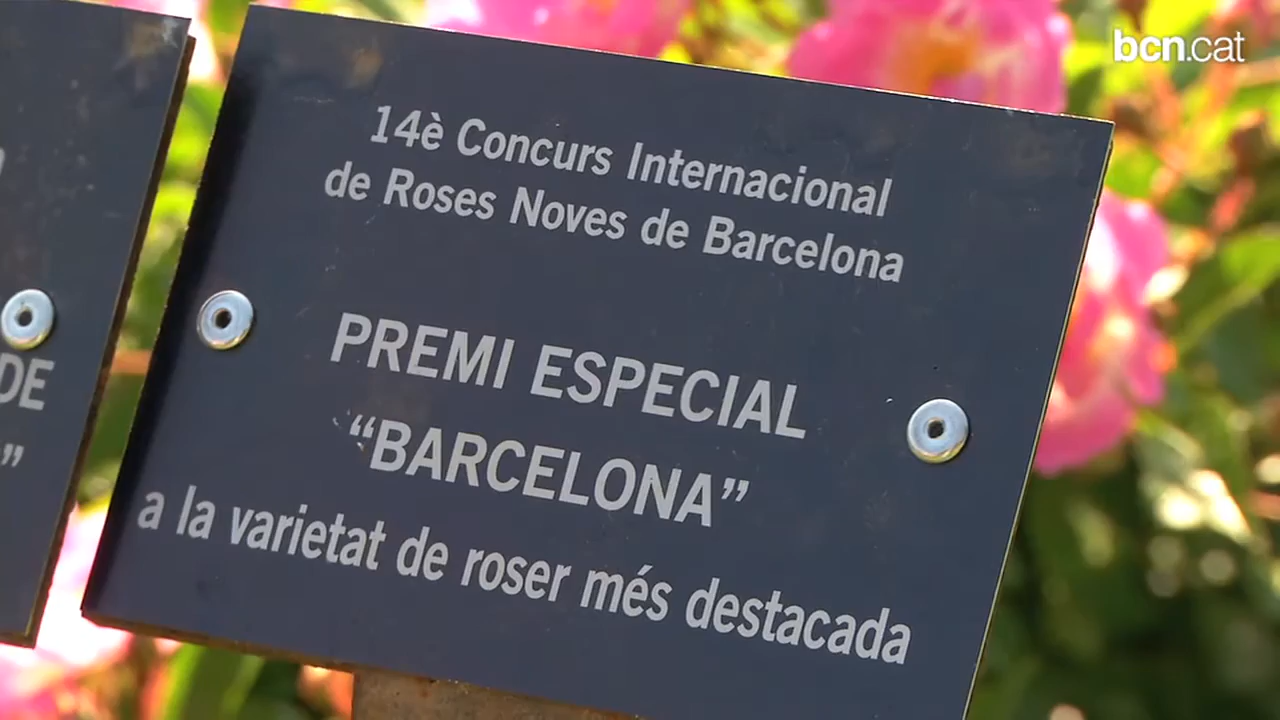 bcn.cat
14è Concurs Internacional
de Roses Noves de Barcelona
PREMI ESPECIAL
“BARCELONA”
a la varietat de roser més destacada
DE
”